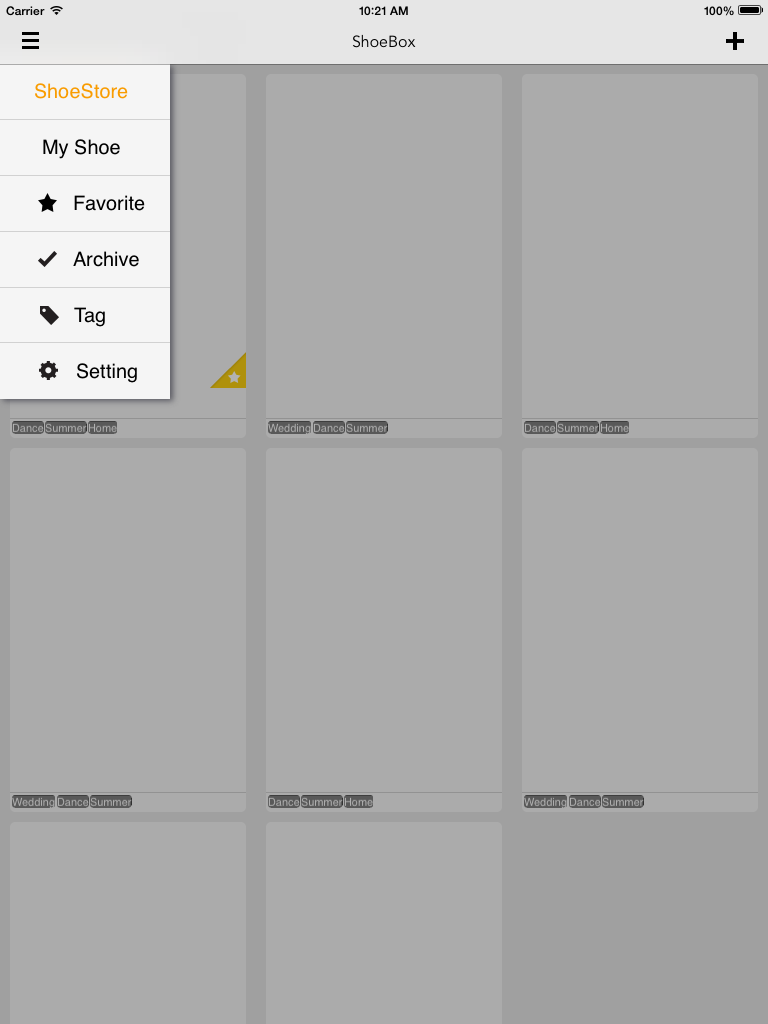 Carrier 10:21 AM 100%
ShoeBox
ShoeStore
My Shoe
Favorite
Archive
Tag
Setting
Dance Summer Home
Wedding Dance Summer
Dance Summer Home
Wedding Dance Summer
Dance Summer Home
Wedding Dance Summer